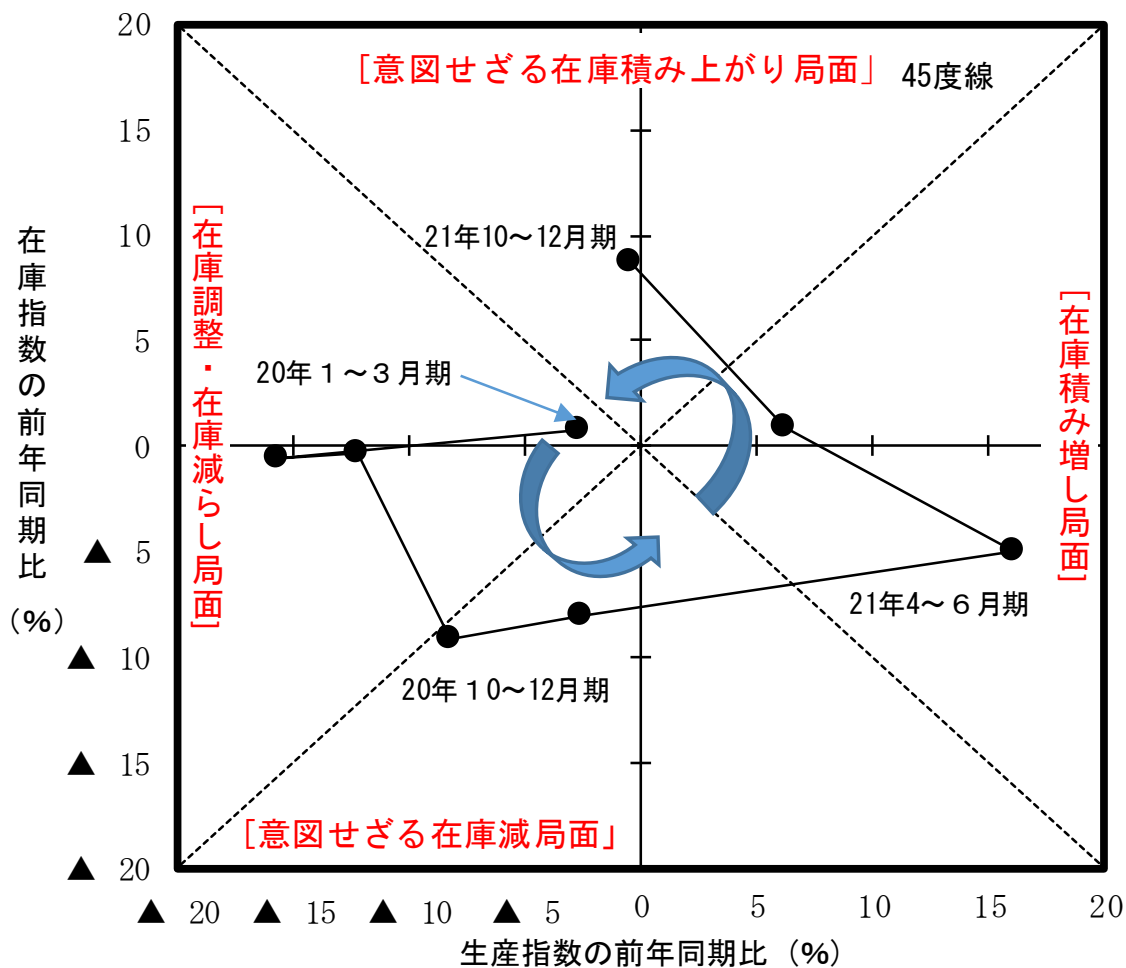 20
［意図せざる在庫積み上がり局面」 45度線
15
10
5
0
▲ 5
▲ 10
▲ 15
▲ 20
在庫指数の前年同期比
（%）
［在庫調整・在庫減らし局面］
21年10～12月期
20年１～３月期
［在庫積み増し局面］
21年4～６月期
20年１0～12月期
［意図せざる在庫減局面」
▲ 20 ▲ 15 ▲ 10 ▲ 5 0 5 10 15 20
生産指数の前年同期比（%）